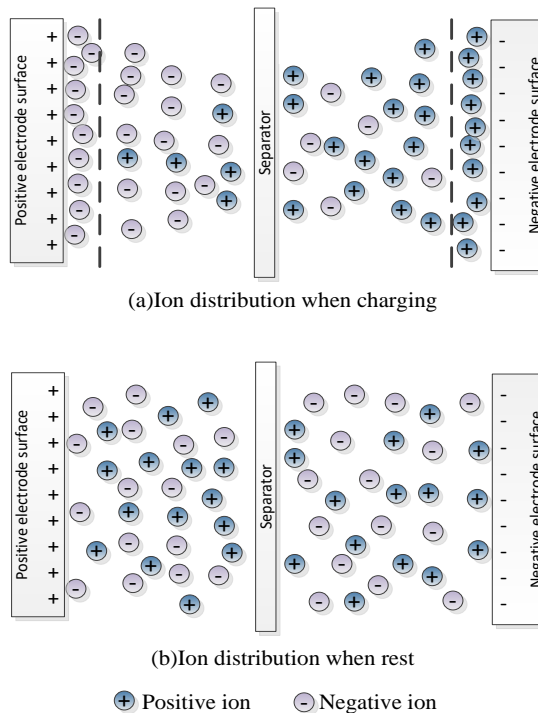 Positive electrode surface
Separator
Negative electrode surface
(a)Ion distribution when charging
Positive electrode surface
Separator
Negative electrode surface
(b)Ion distribution when rest
+ Positive ion - Negative ion